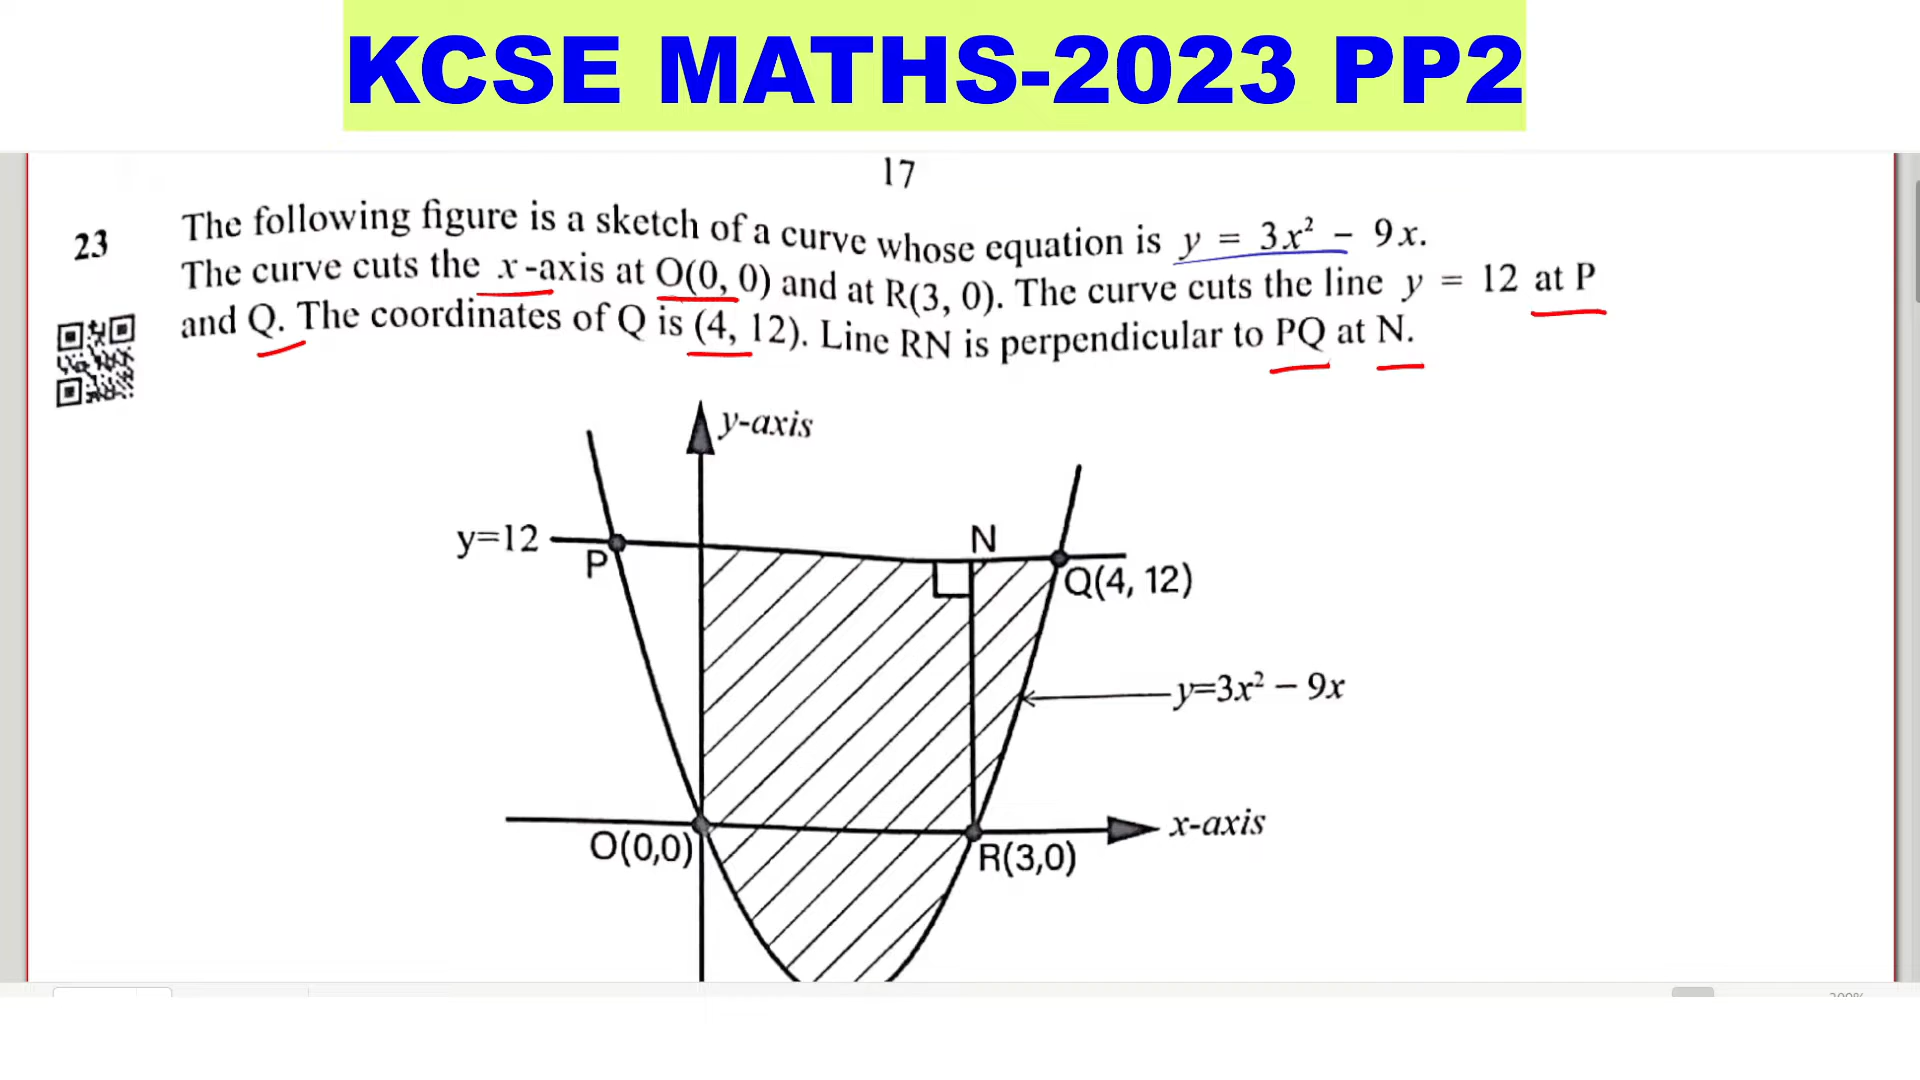 KCSE MATHS-2023 PP2
17
23 The following figure is a sketch of a curve whose equation is y = 3x² − 9x.
The curve cuts the x-axis at O(0, 0) and at R(3, 0). The curve cuts the line y = 12 at P
and Q. The coordinates of Q is (4, 12). Line RN is perpendicular to PQ at N.
y-axis
y=12
N
P
Q(4, 12)
y=3x² − 9x
x-axis
O(0,0)
R(3,0)